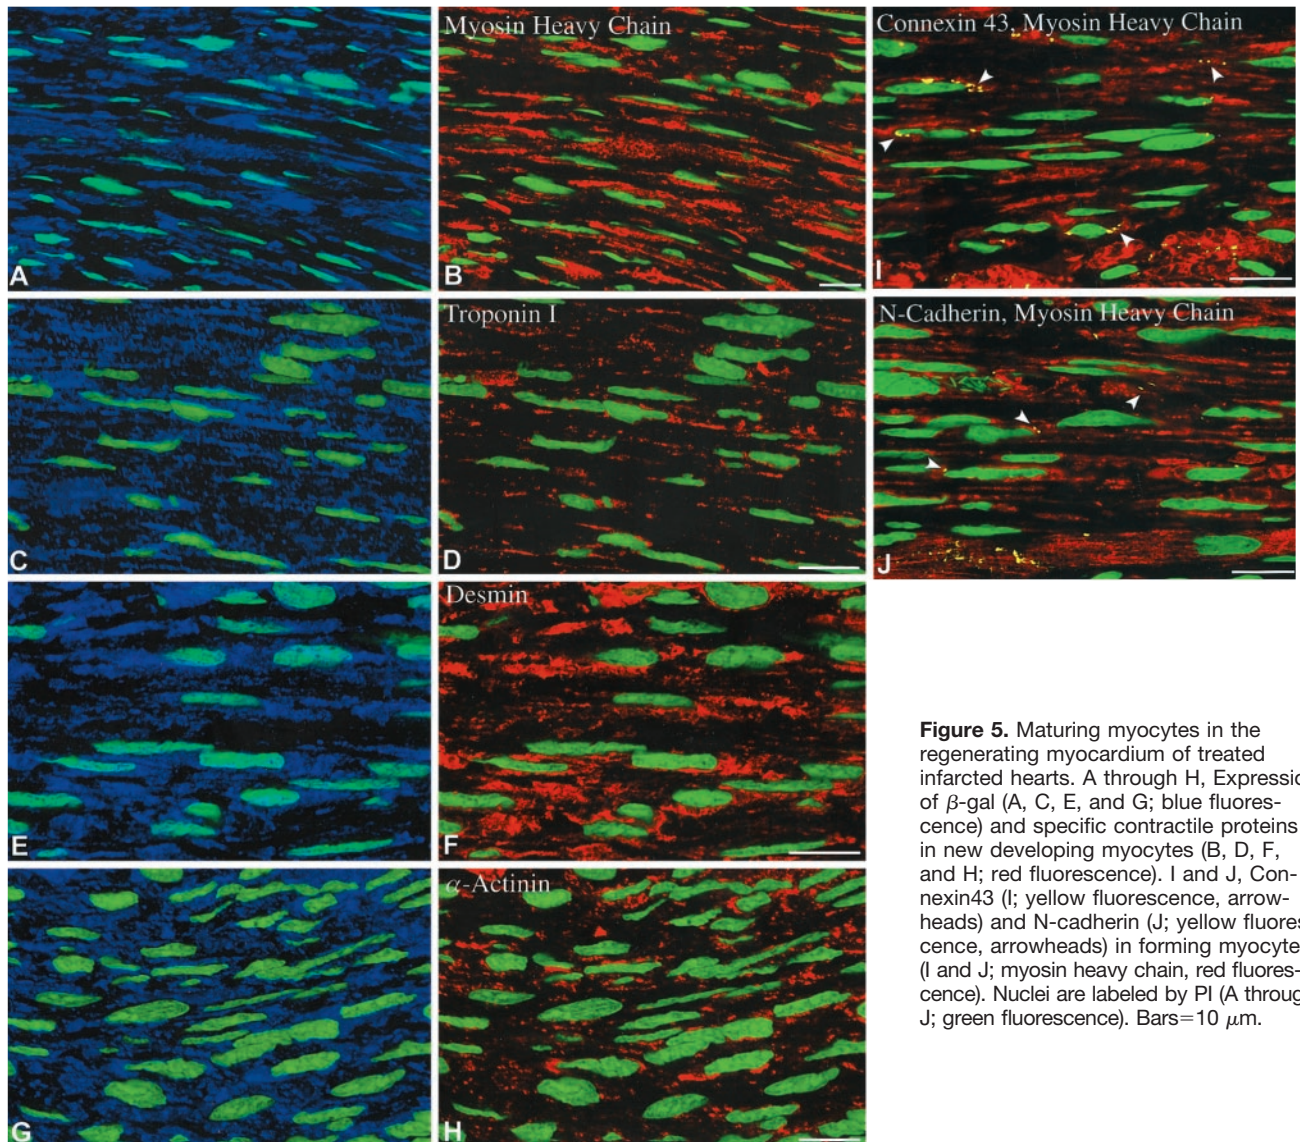 A
Myosin Heavy Chain
B
Connexin 43, Myosin Heavy Chain
I
C
Troponin I
D
N-Cadherin, Myosin Heavy Chain
J
E
Desmin
F
G
α-Actinin
H
Figure 5. Maturing myocytes in the
regenerating myocardium of treated
infarcted hearts. A through H, Expressio
of β-gal (A, C, E, and G; blue fluores-
cence) and specific contractile proteins
in new developing myocytes (B, D, F,
and H; red fluorescence). I and J, Con-
nexin43 (I; yellow fluorescence, arrow-
heads) and N-cadherin (J; yellow fluores
cence, arrowheads) in forming myocyte
(I and J; myosin heavy chain, red fluores-
cence). Nuclei are labeled by PI (A throug
J; green fluorescence). Bars=10 μm.